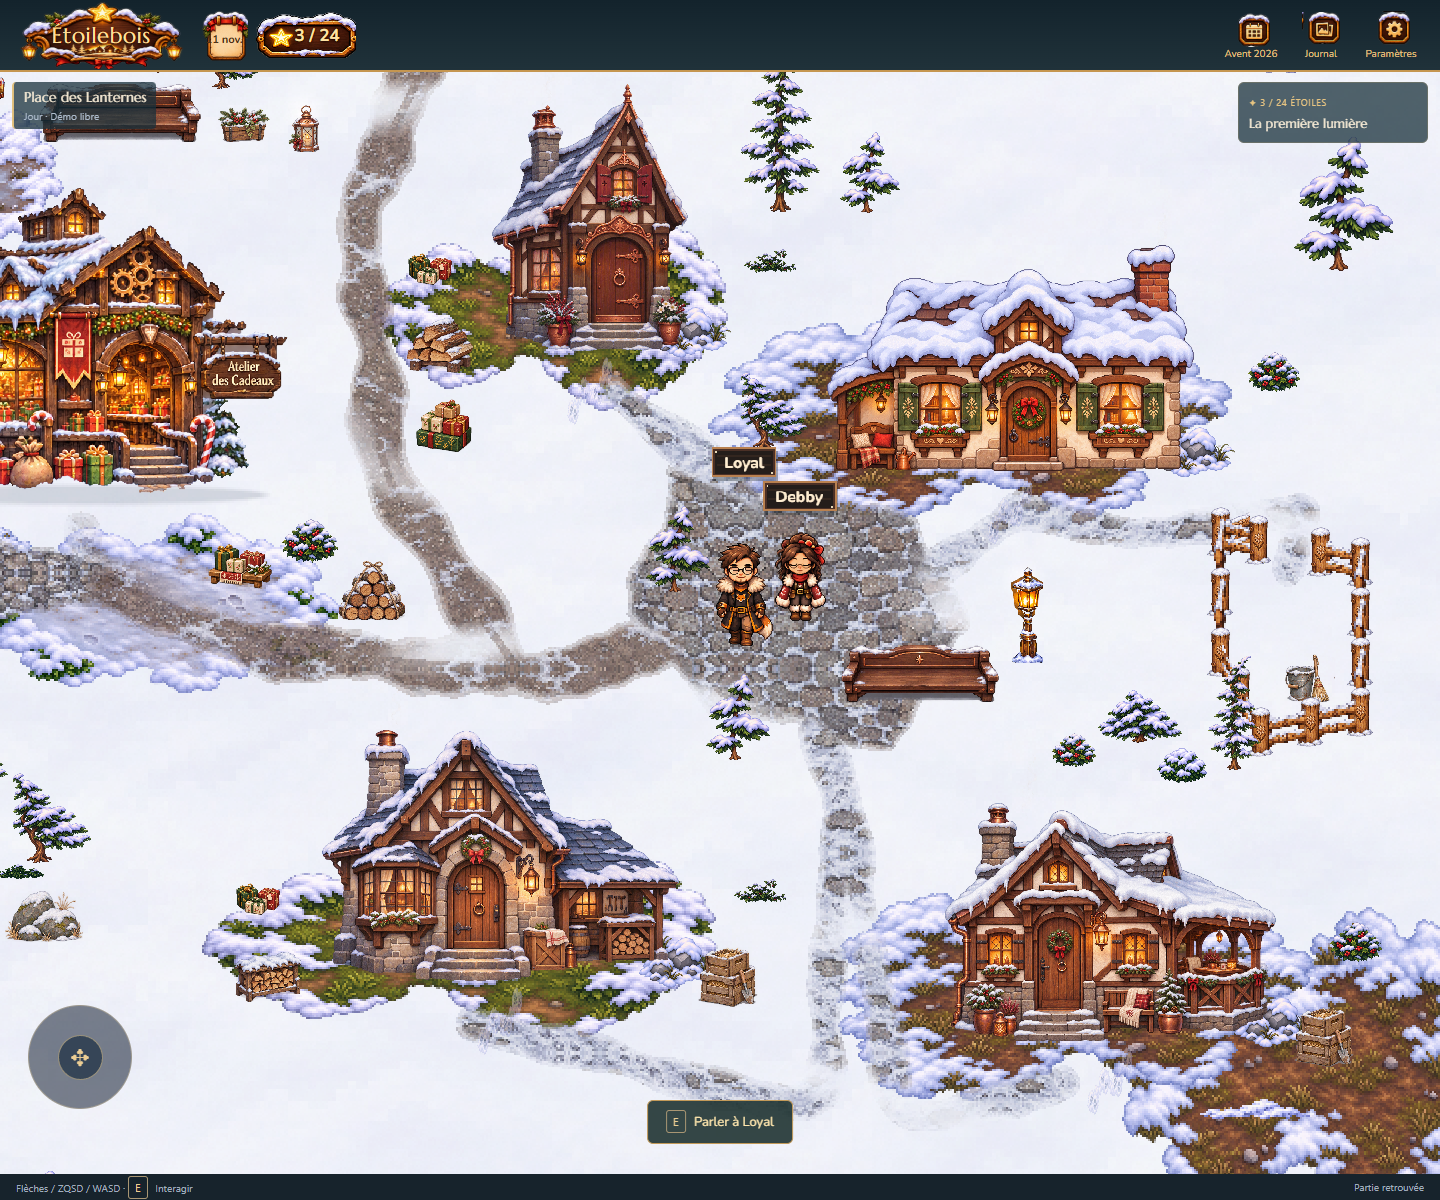 Etoilebois
1 nov.
3 / 24
Avent 2026
Journal
Paramètres
Place des Lanternes
Jour · Démo libre
✦ 3 / 24 ÉTOILES
La première lumière
Atelier
des Cadeaux
Loyal
Debby
E Parler à Loyal
Flèches / ZQSD / WASD · E Interagir
Partie retrouvée